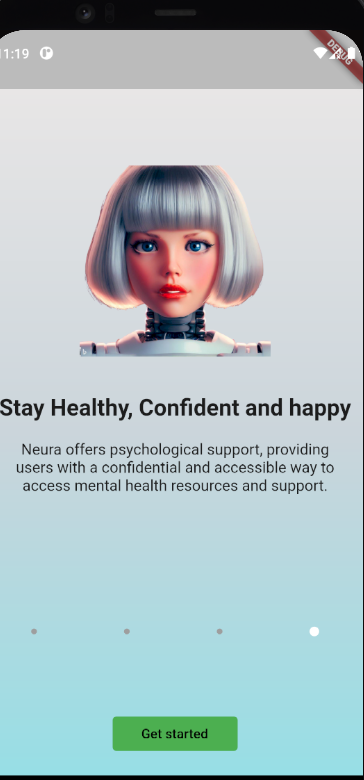 11:19
DEBUG
Stay Healthy, Confident and happy
Neura offers psychological support, providing
users with a confidential and accessible way to
access mental health resources and support.
Get started